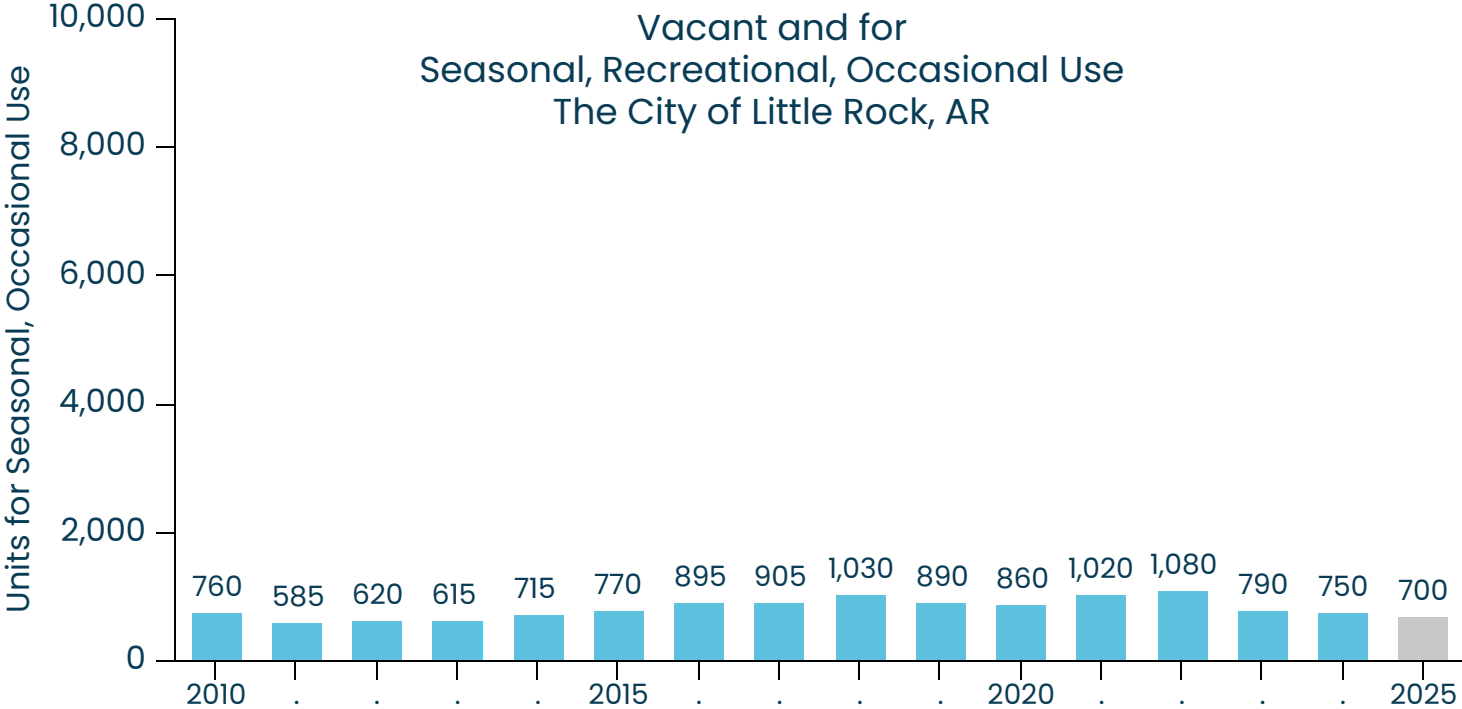 Vacant and for
Seasonal, Recreational, Occasional Use
The City of Little Rock, AR
Units for Seasonal, Occasional Use
10,000
8,000
6,000
4,000
2,000
0
760 585 620 615 715 770 895 905 1,030 890 860 1,020 1,080 790 750 700
2010 . . . . 2015 . . . . 2020 . . . . 2025